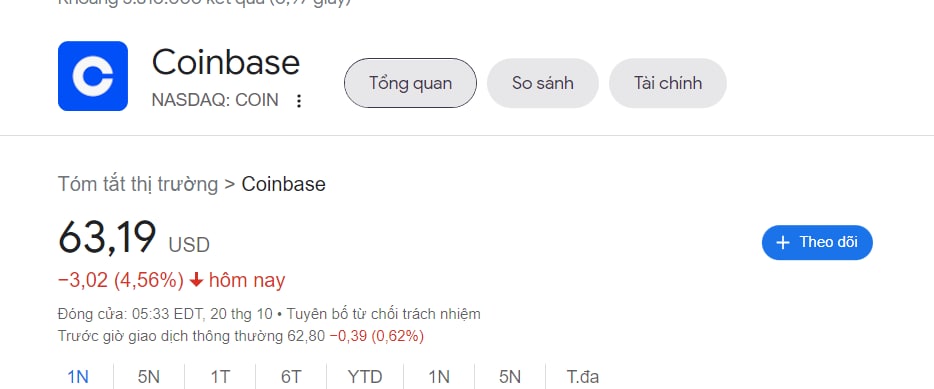 Coinbase
NASDAQ: COIN
Tổng quan
So sánh
Tài chính
Tóm tắt thị trường > Coinbase
63,19 USD
+ Theo dõi
−3,02 (4,56%) ↓ hôm nay
Đóng cửa: 05:33 EDT, 20 thg 10 • Tuyên bố từ chối trách nhiệm
Trước giờ giao dịch thông thường 62,80 −0,39 (0,62%)
1N 5N 1T 6T YTD 1N 5N T.đa